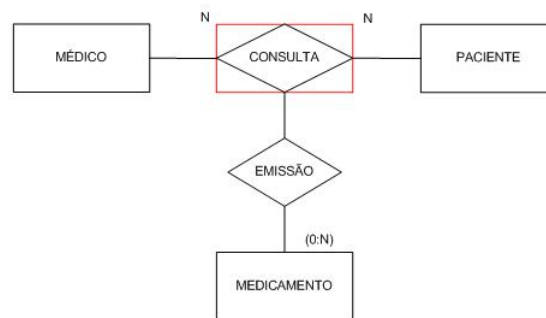 N N
MÉDICO CONSULTA PACIENTE
EMISSÃO
(0:N)
MEDICAMENTO